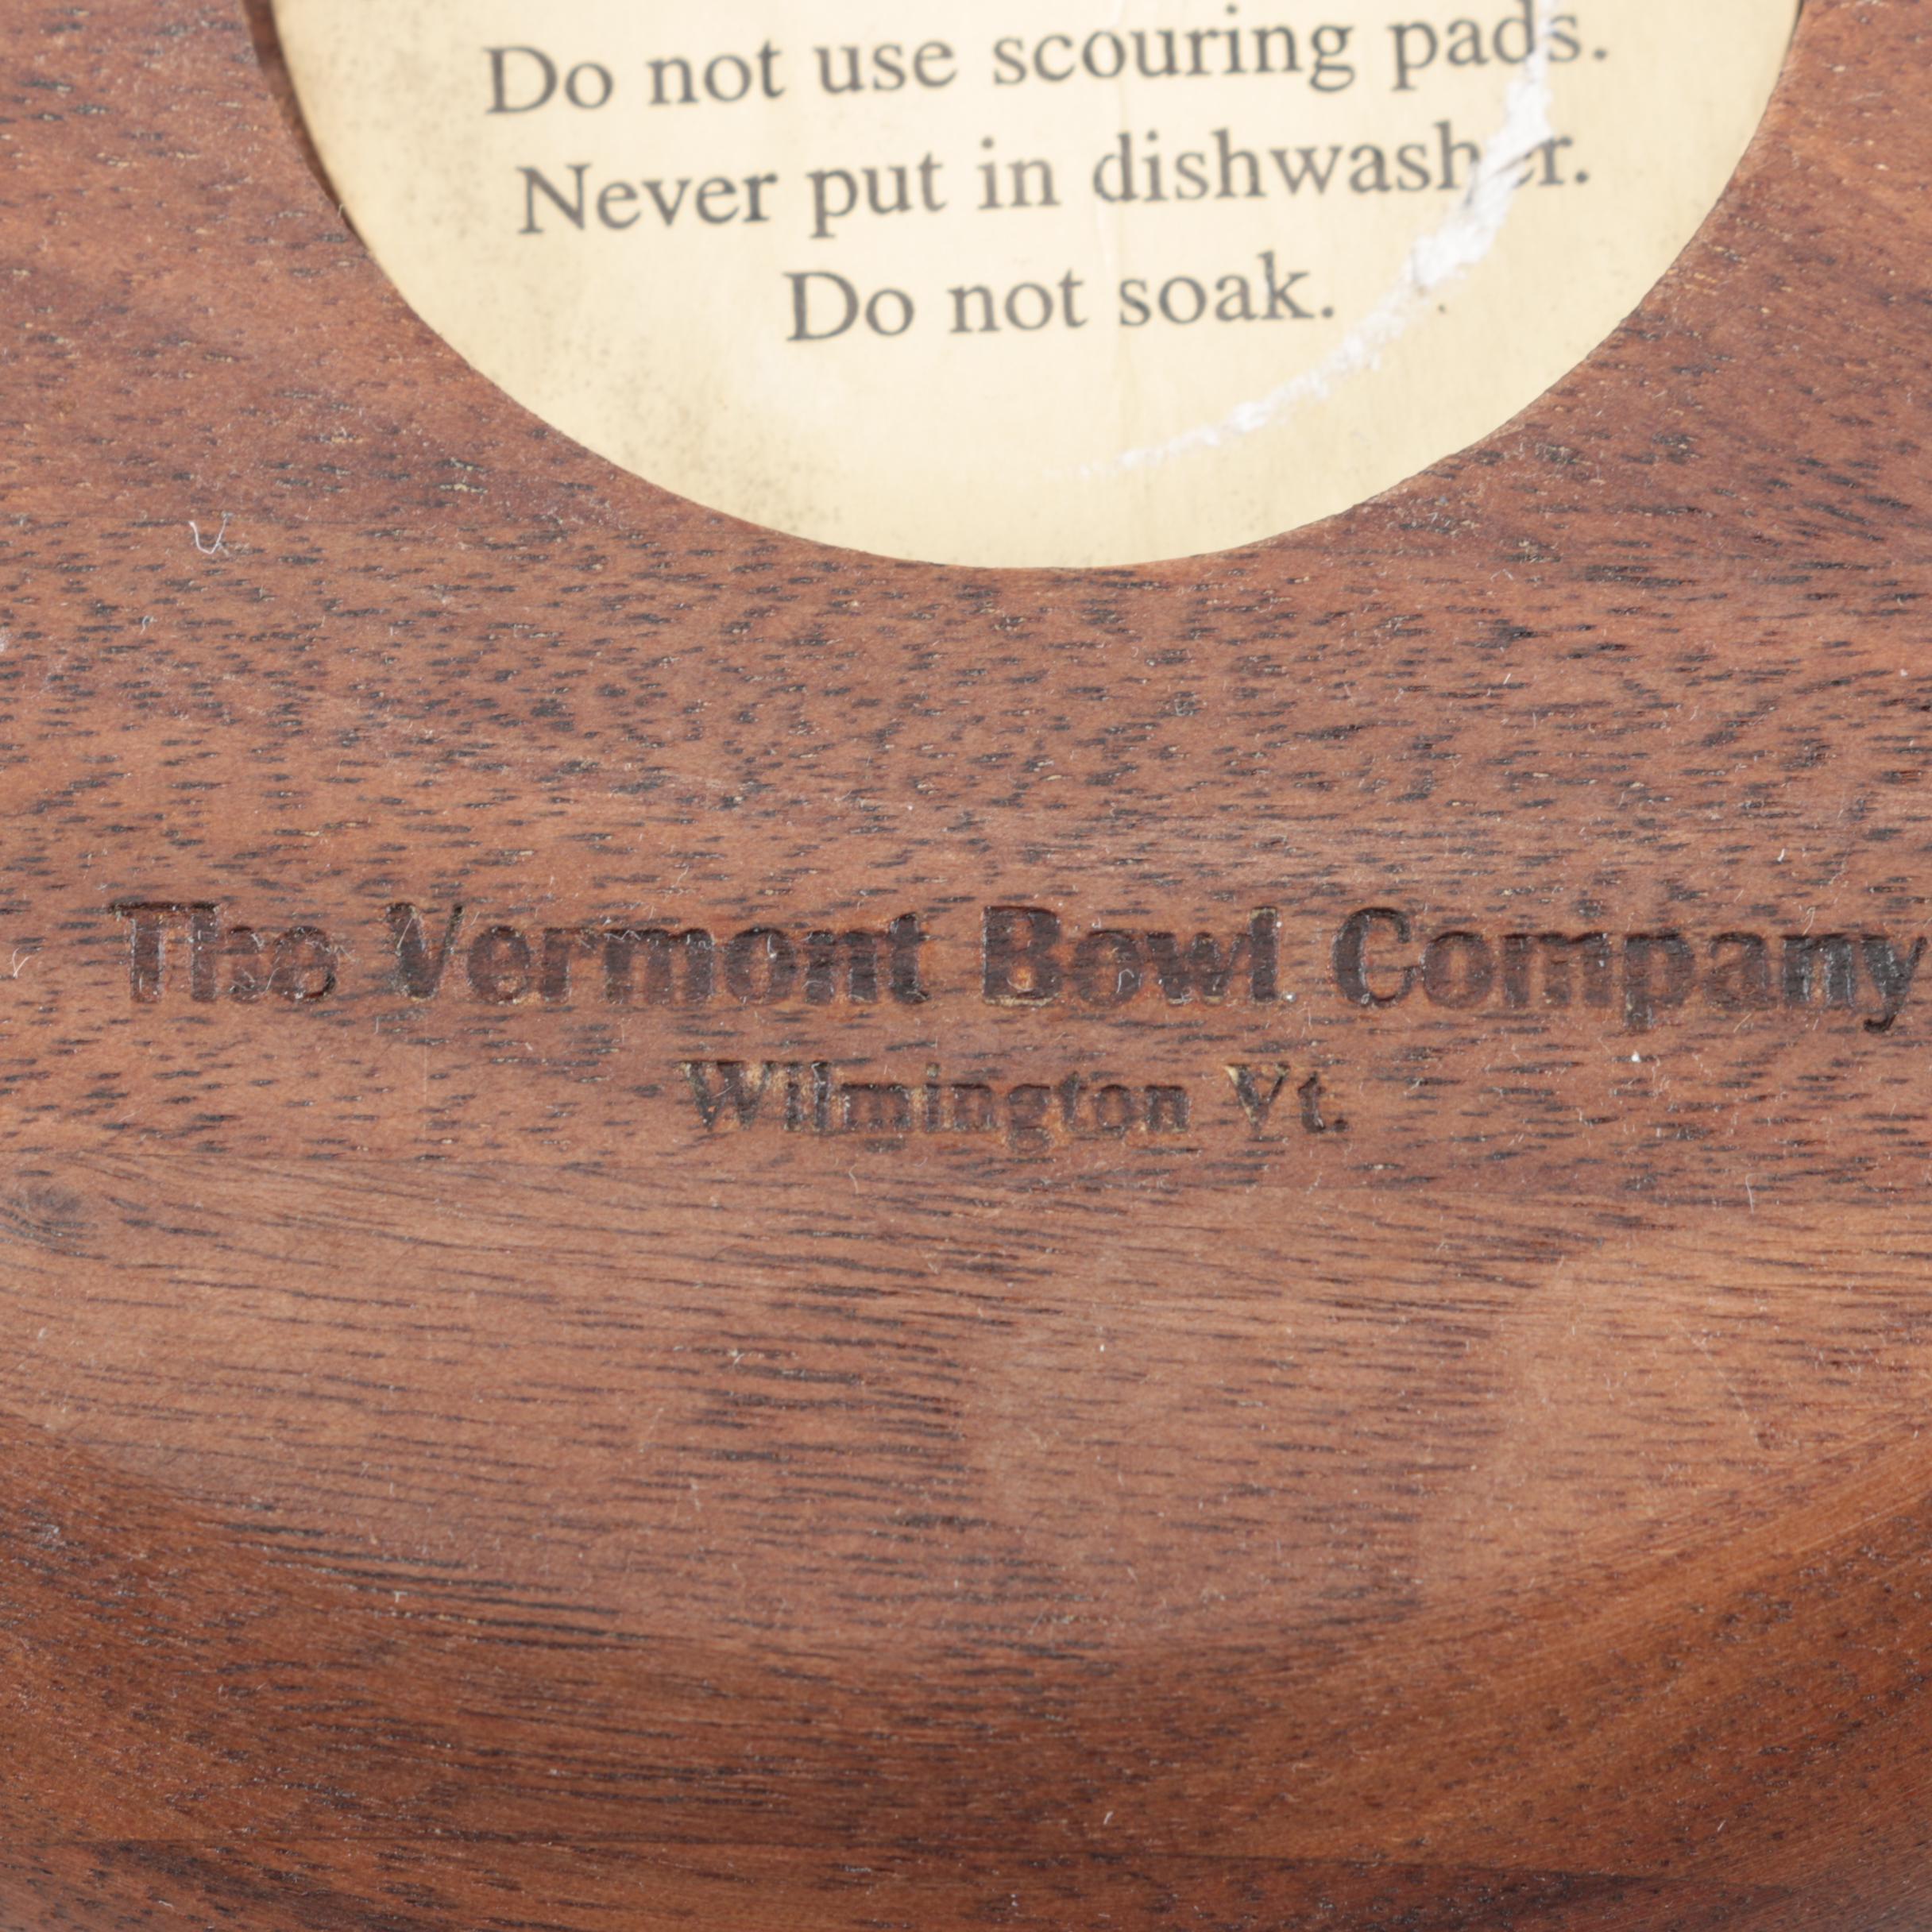 Do not use scouring pads.
Never put in dishwasher.
Do not soak.
The Vermont Bowl Company
Wilmington Vt.